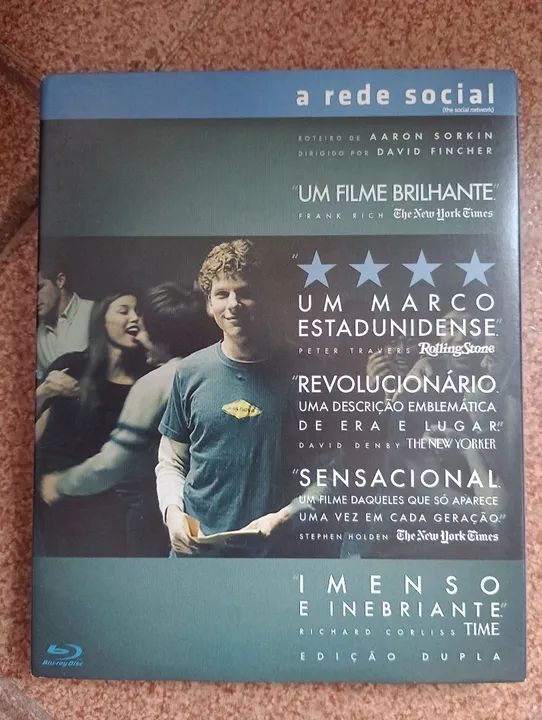 a rede social
(the social network)
ROTEIRO DE AARON SORKIN
DIRIGIDO POR DAVID FINCHER
"UM FILME BRILHANTE"
FRANK RICH The New York Times
"★★★★
UM MARCO
ESTADUNIDENSE"
PETER TRAVERS RollingStone
"REVOLUCIONÁRIO.
UMA DESCRIÇÃO EMBLEMÁTICA
DE ERA E LUGAR."
DAVID DENBY THE NEW YORKER
"SENSACIONAL.
UM FILME DAQUELES QUE SÓ APARECE
UMA VEZ EM CADA GERAÇÃO."
STEPHEN HOLDEN The New York Times
"IMENSO
E INEBRIANTE."
RICHARD CORLISS TIME
EDIÇÃO DUPLA
Blu-ray Disc